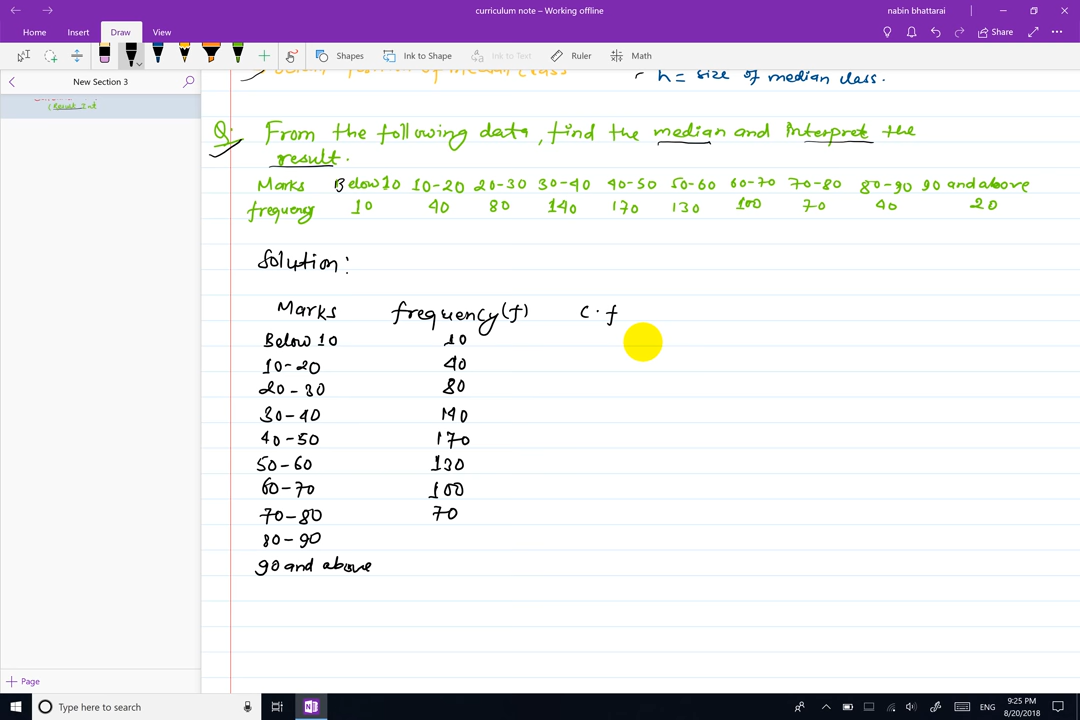 curriculum note – Working offline
nabin bhattarai
Home Insert Draw View
Share
Shapes Ink to Shape Ink to Text Ruler Math
New Section 3
h = size of median class.
Q: From the following data, find the median and Interpret the
result.
Marks Below 10 10-20 20-30 30-40 40-50 50-60 60-70 70-80 80-90 90 and above
frequency 10 40 80 140 170 130 100 70 40 20
Solution:
Marks frequency(f) c.f
Below 10 10
10-20 40
20-30 80
30-40 140
40-50 170
50-60 130
60-70 100
70-80 70
80-90
90 and above
Page
Type here to search
ENG
9:25 PM
8/20/2018